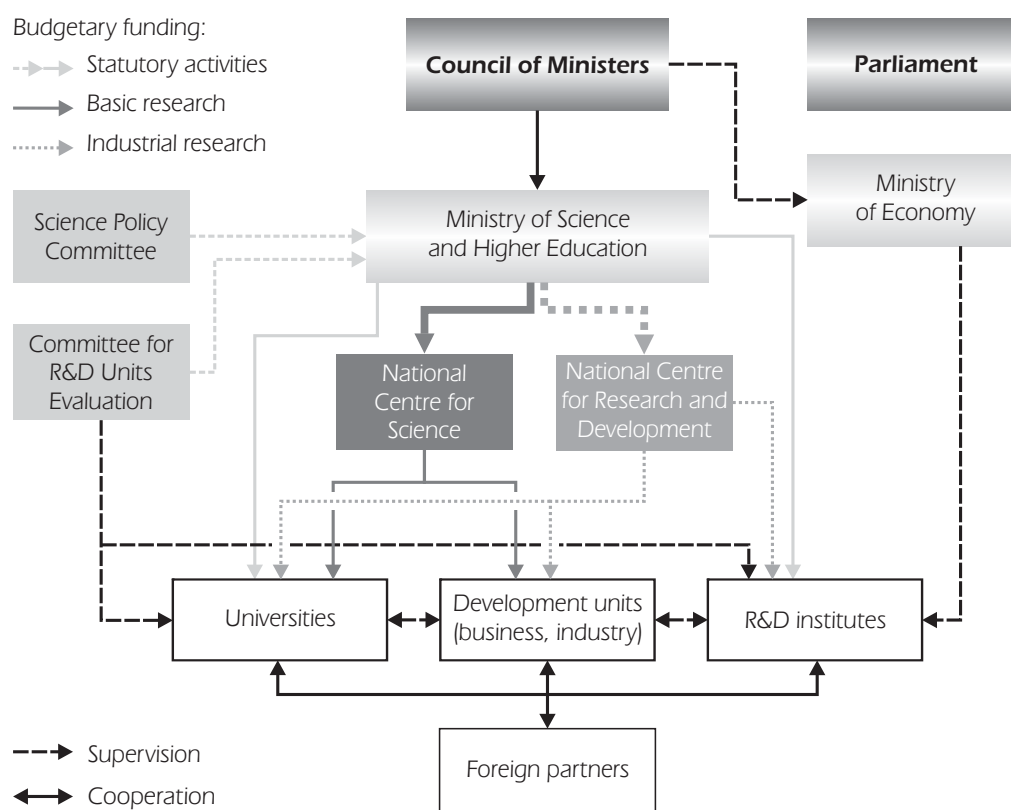 Budgetary funding:
Statutory activities
Basic research
Industrial research
Council of Ministers
Parliament
Ministry
of Economy
Science Policy
Committee
Ministry of Science
and Higher Education
Committee for
R&D Units
Evaluation
National
Centre for
Science
National Centre
for Research and
Development
Universities
Development units
(business, industry)
R&D institutes
Supervision
Cooperation
Foreign partners